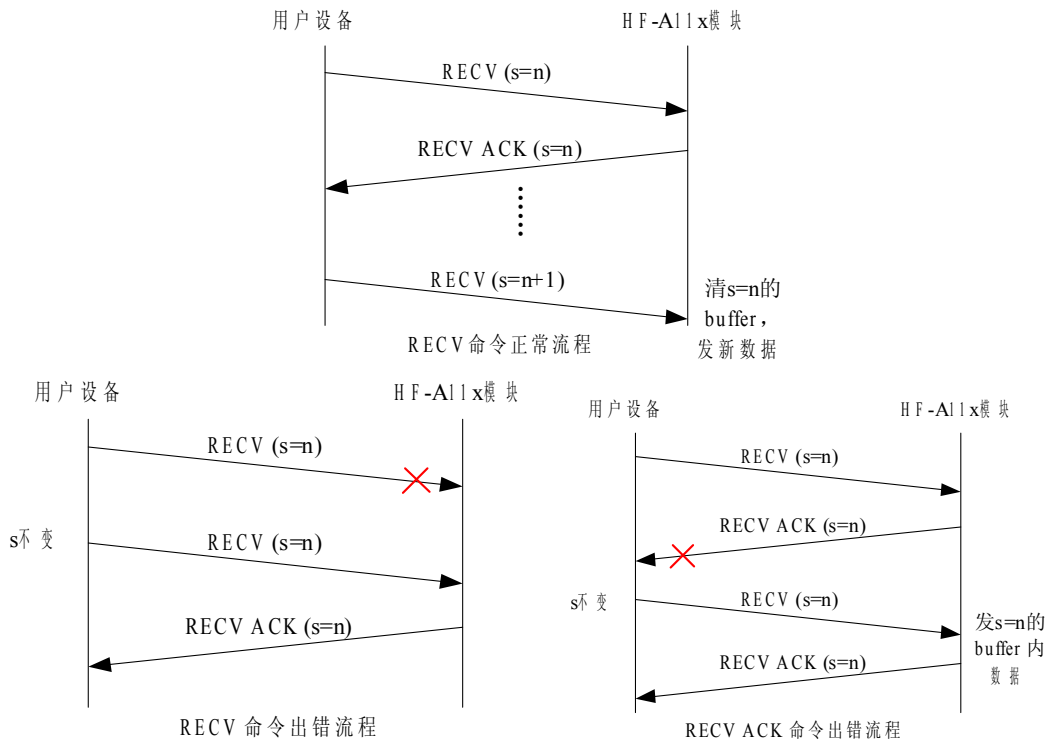 用户设备
HF-A11x模块
RECV (s=n)
RECV ACK (s=n)
RECV (s=n+1)
清s=n的
buffer，
发新数据
RECV命令正常流程
用户设备
HF-A11x模块
RECV (s=n)
s不变
RECV (s=n)
RECV ACK (s=n)
RECV 命令出错流程
用户设备
HF-A11x模块
RECV (s=n)
RECV ACK (s=n)
s不变
RECV (s=n)
发s=n的
buffer 内
数据
RECV ACK (s=n)
RECV ACK 命令出错流程